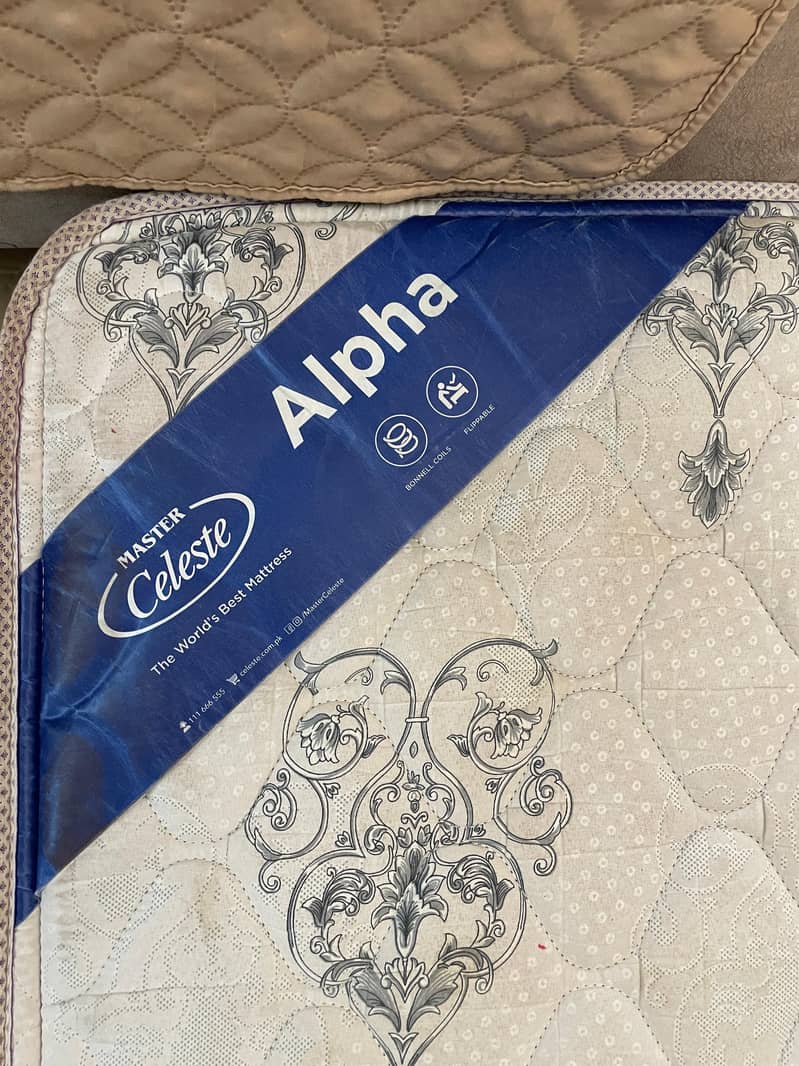 Alpha
BONNELL COILS
FLIPPABLE
MASTER
Celeste
The World's Best Mattress
111 666 555 celeste.com.pk /MasterCeleste